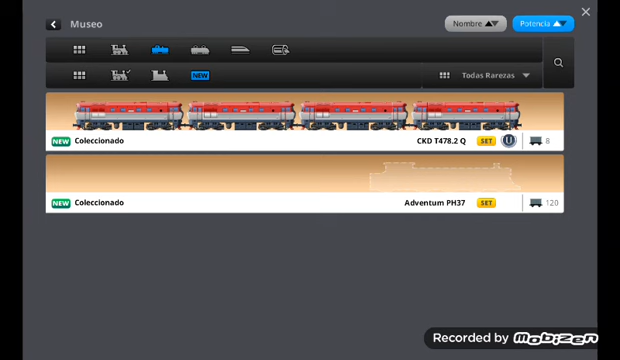 Museo
Nombre
Potencia
NEW
Todas Rarezas
NEW Coleccionado CKD T478.2 Q SET U 8
NEW Coleccionado Adventum PH37 SET 120
Recorded by MOBIZEN